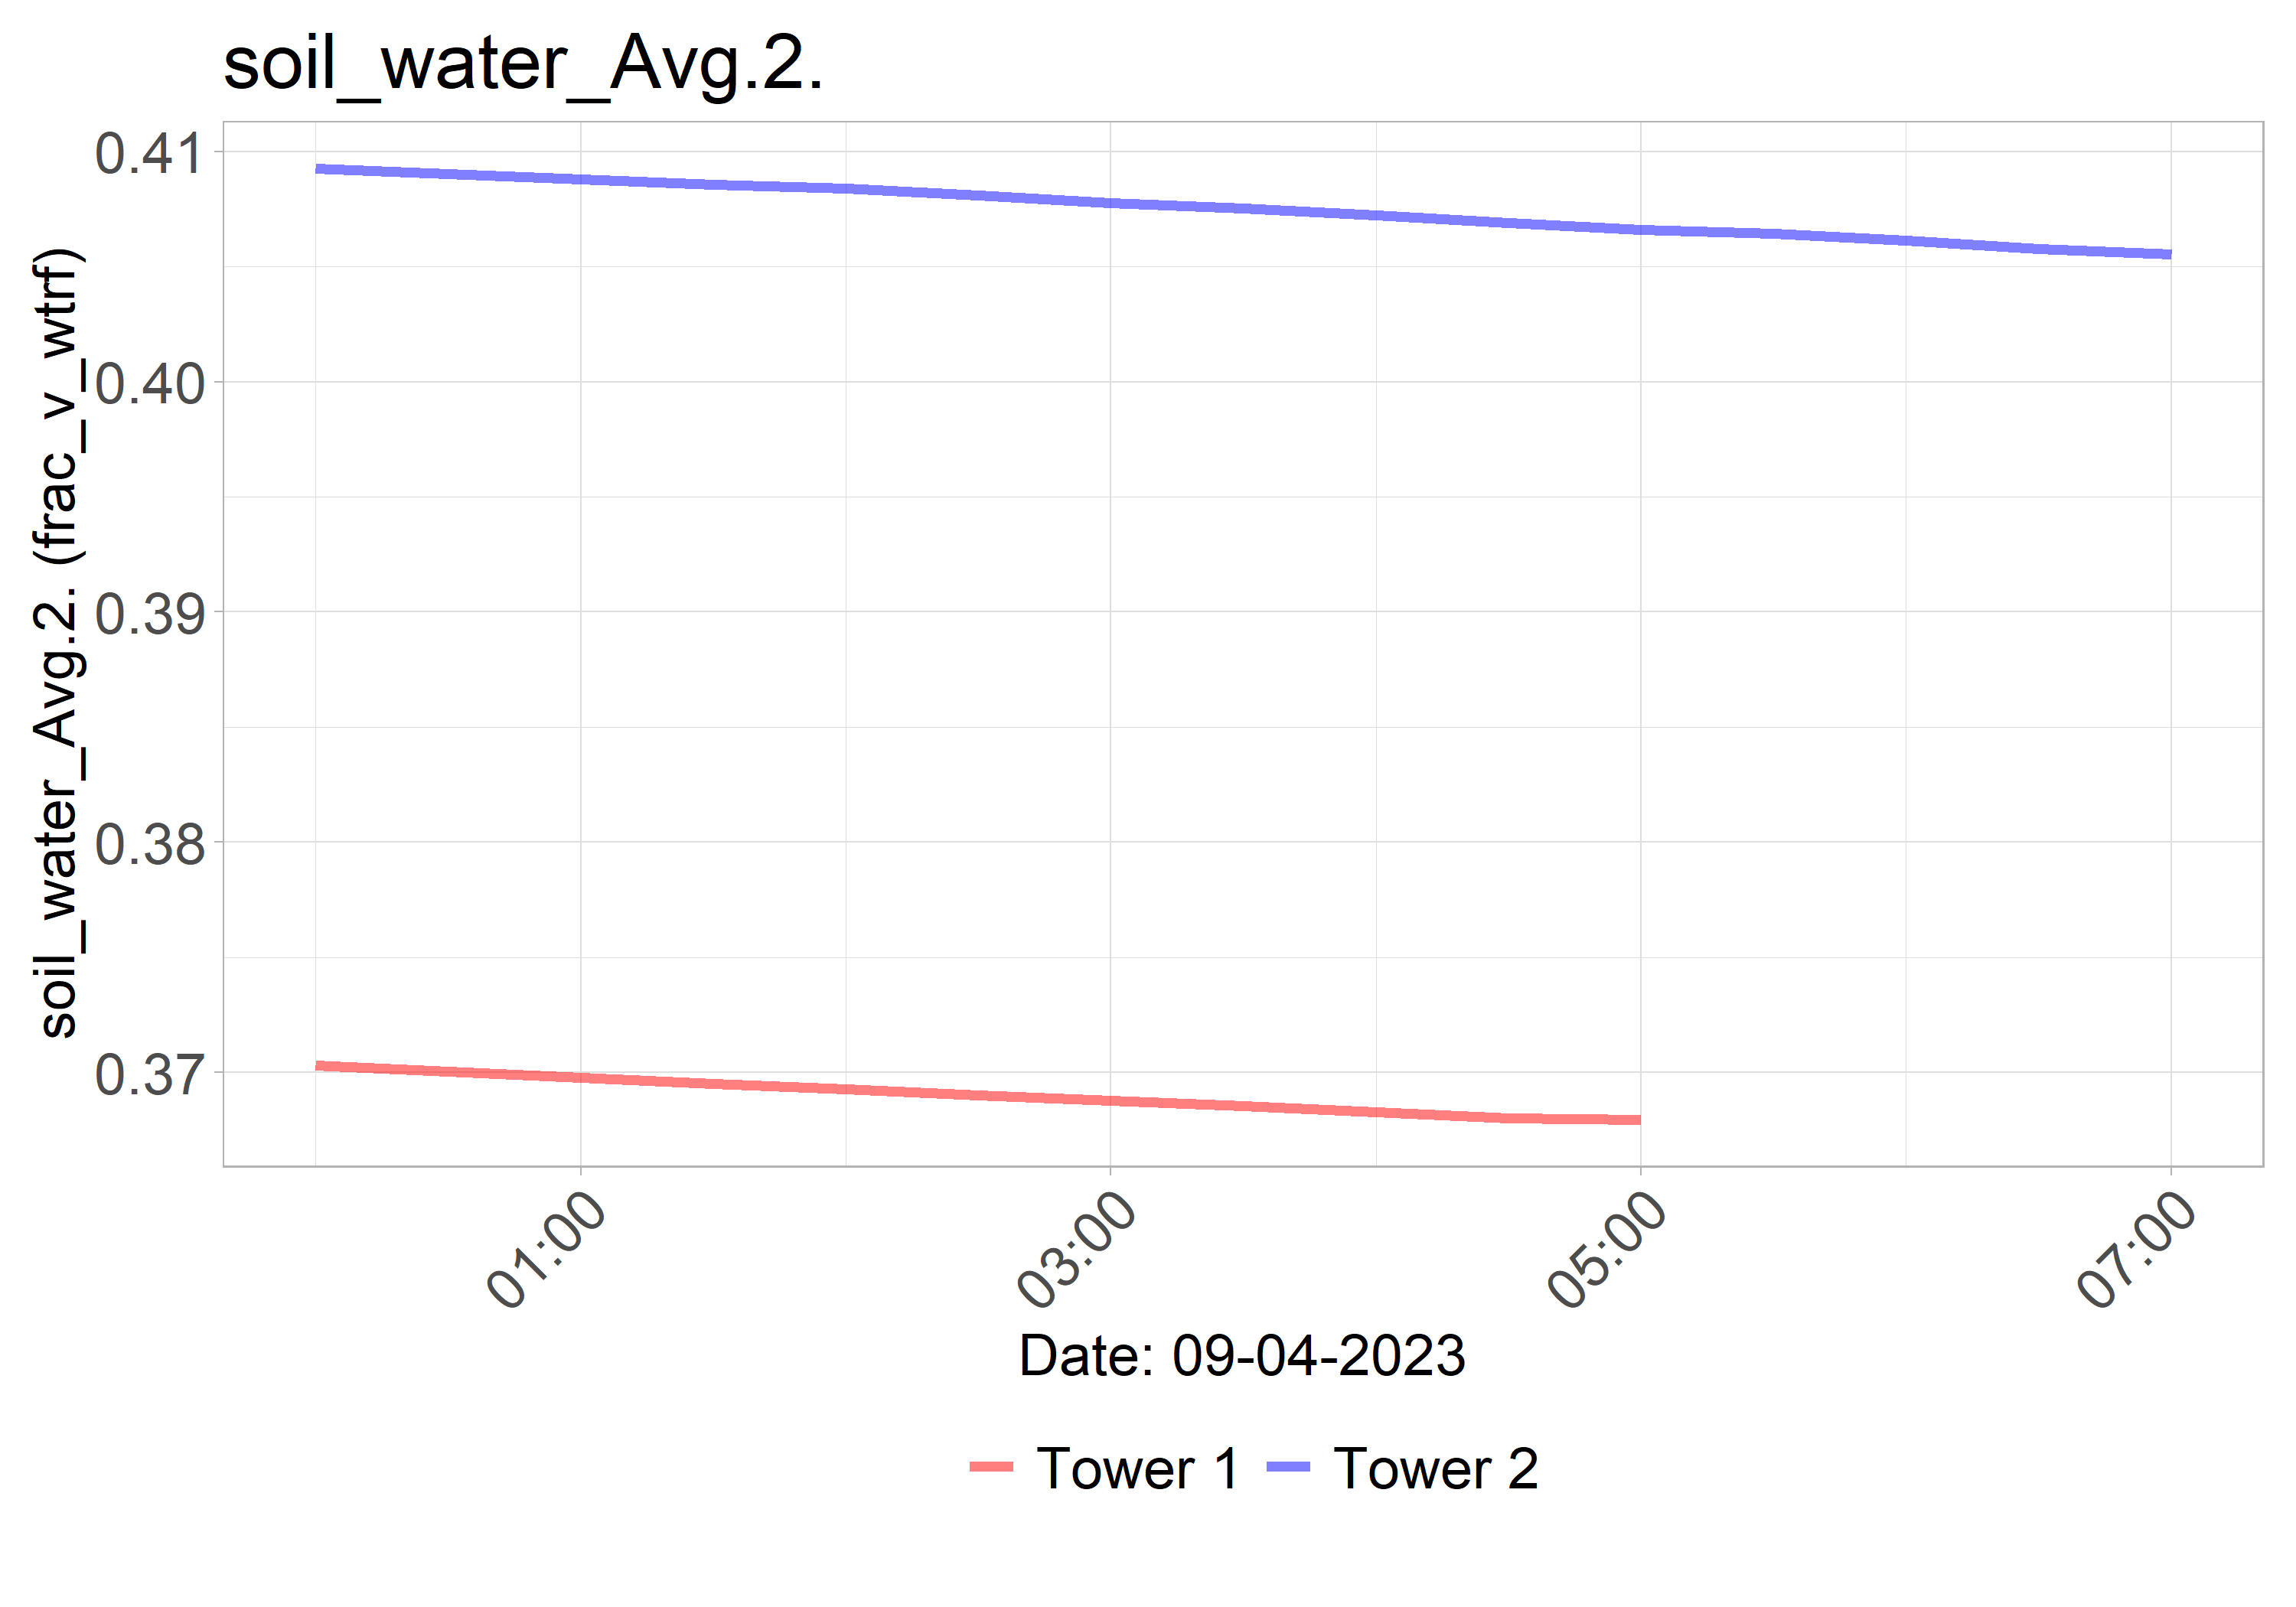 soil_water_Avg.2.
soil_water_Avg.2. (frac_v_wtrf)
0.41
0.40
0.39
0.38
0.37
01:00
03:00
05:00
07:00
Date: 09-04-2023
Tower 1
Tower 2